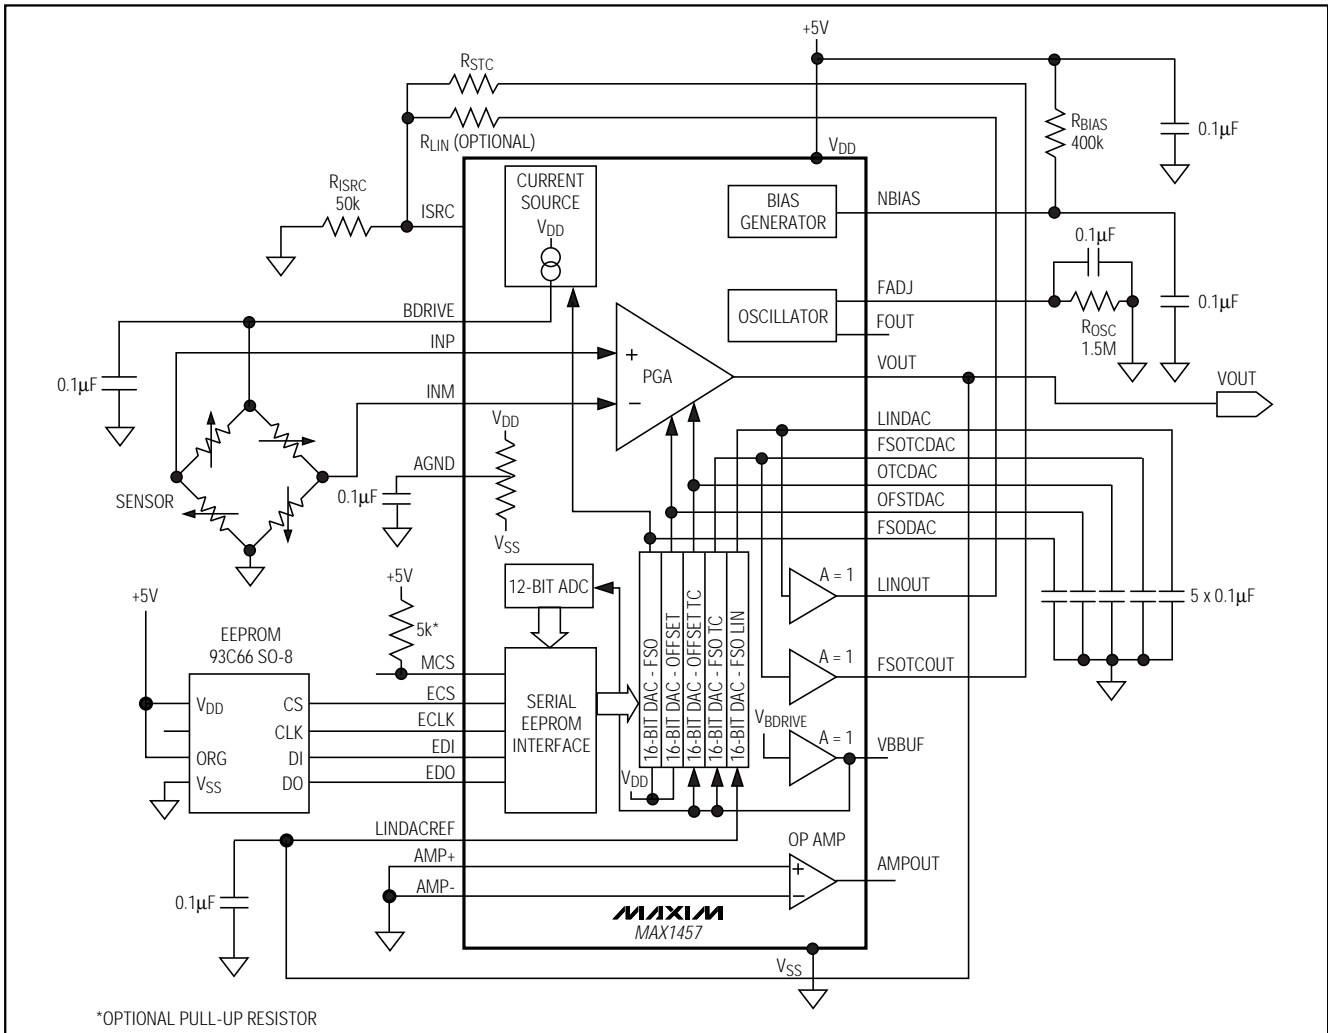 +5V
RSTC
RLIN (OPTIONAL)
RBIAS
400k
0.1µF
VDD
RISRC
50k
ISRC
CURRENT
SOURCE
VDD
BIAS
GENERATOR
NBIAS
0.1µF
OSCILLATOR
FADJ
FOUT
ROSC
1.5M
0.1µF
BDRIVE
INP
INM
0.1µF
+
−
PGA
VOUT
VOUT
LINDAC
FSOTCDAC
OTCDAC
OFSTDAC
FSODAC
SENSOR
AGND
0.1µF
VDD
VSS
+5V
5k*
12-BIT ADC
16-BIT DAC - FSO
16-BIT DAC - OFFSET
16-BIT DAC - OFFSET TC
16-BIT DAC - FSO TC
16-BIT DAC - FSO LIN
A = 1
LINOUT
5 x 0.1µF
A = 1
FSOTCOUT
VBDRIVE
A = 1
VBBUF
+5V
EEPROM
93C66 SO-8
VDD
ORG
VSS
CS
CLK
DI
DO
MCS
ECS
ECLK
EDI
EDO
SERIAL
EEPROM
INTERFACE
VDD
LINDACREF
AMP+
AMP-
0.1µF
OP AMP
+
−
AMPOUT
MAXIM
MAX1457
VSS
*OPTIONAL PULL-UP RESISTOR